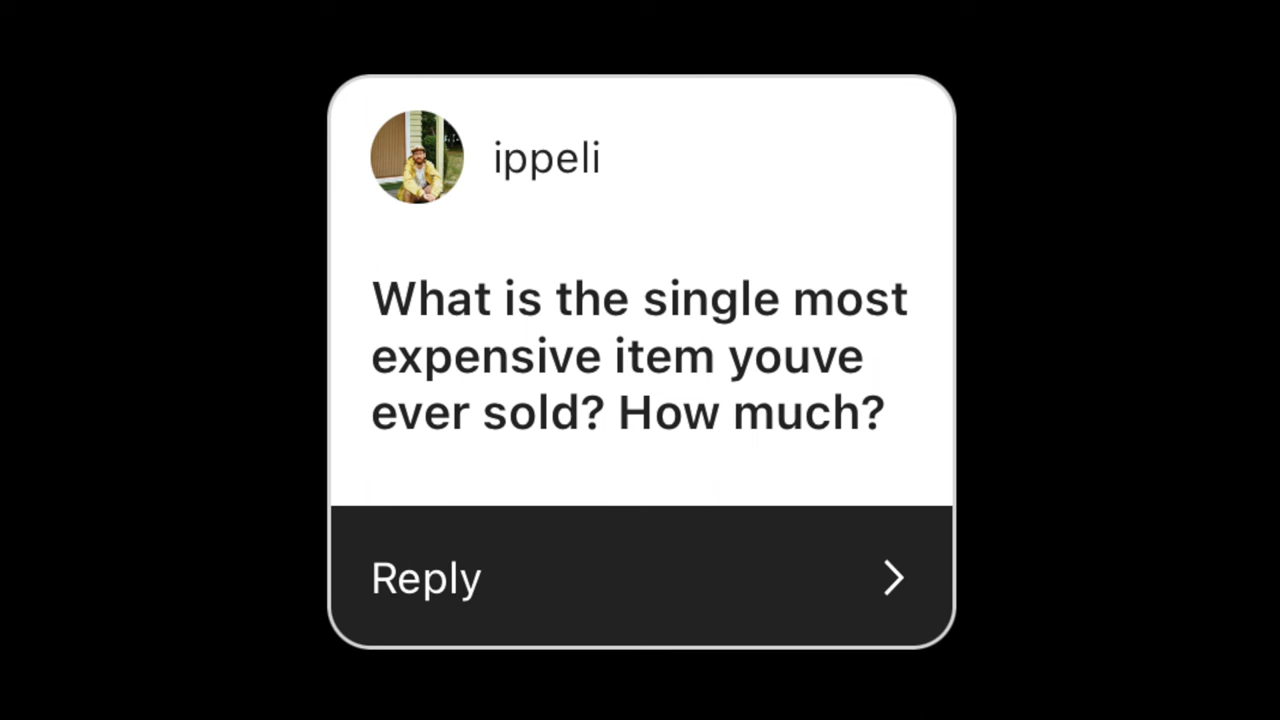 ippeli
What is the single most
expensive item youve
ever sold? How much?
Reply